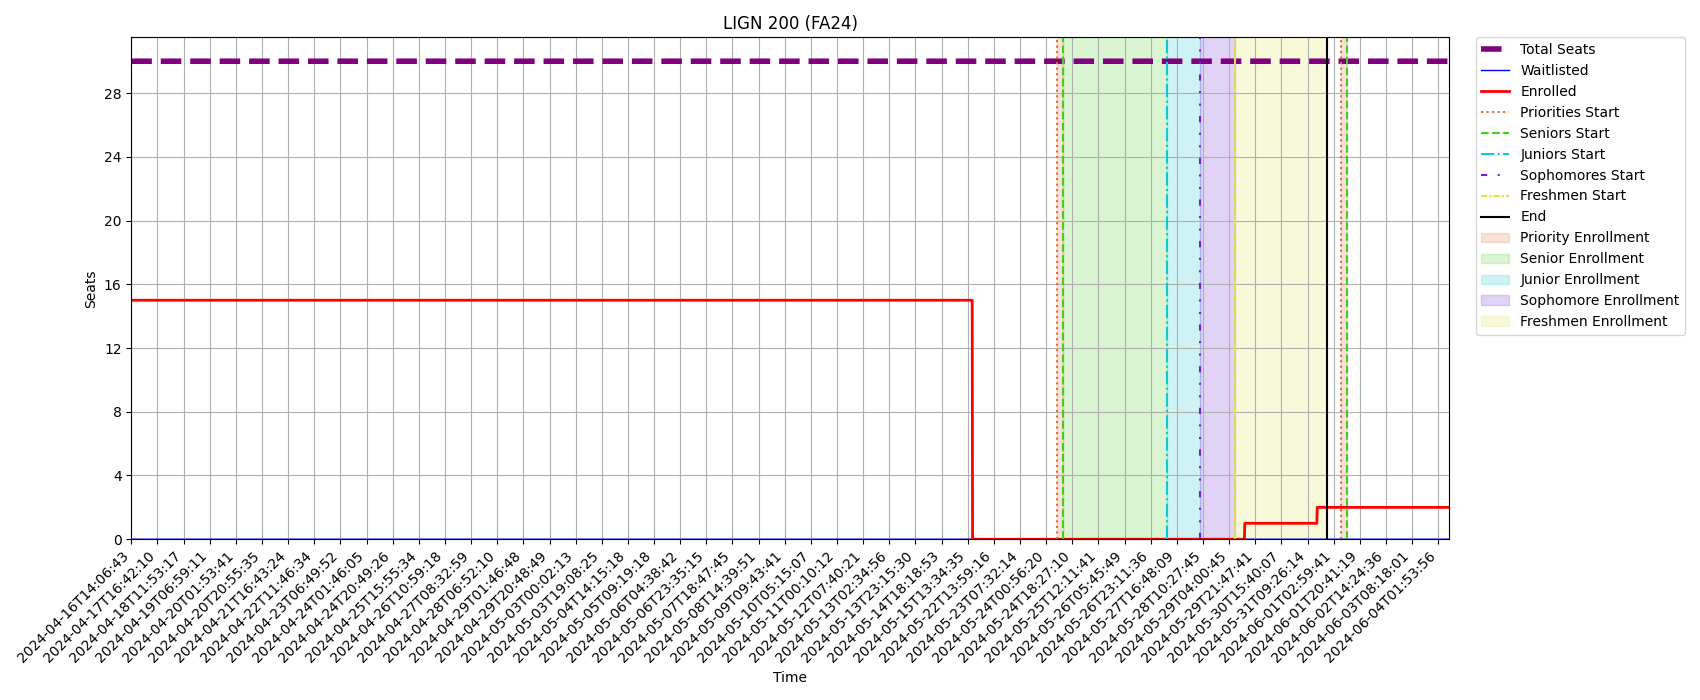 LIGN 200 (FA24)
Total Seats
Waitlisted
Enrolled
Priorities Start
Seniors Start
Juniors Start
Sophomores Start
Freshmen Start
End
Priority Enrollment
Senior Enrollment
Junior Enrollment
Sophomore Enrollment
Freshmen Enrollment
Seats
28
24
20
16
12
8
4
0
2024-04-16T14:06:43
2024-04-17T16:42:10
2024-04-18T11:53:17
2024-04-19T06:59:11
2024-04-20T01:53:41
2024-04-20T20:55:35
2024-04-21T16:43:24
2024-04-22T11:46:34
2024-04-23T06:49:52
2024-04-24T01:46:05
2024-04-24T20:49:26
2024-04-25T15:55:34
2024-04-26T10:59:18
2024-04-27T08:32:59
2024-04-28T06:52:10
2024-04-29T01:46:48
2024-04-29T20:48:49
2024-05-03T00:02:13
2024-05-03T19:08:25
2024-05-04T14:15:18
2024-05-05T09:19:18
2024-05-06T04:38:42
2024-05-06T23:35:15
2024-05-07T18:47:45
2024-05-08T14:39:51
2024-05-09T09:43:41
2024-05-10T05:15:07
2024-05-11T00:10:12
2024-05-12T07:40:21
2024-05-13T02:34:56
2024-05-13T23:15:30
2024-05-14T18:18:53
2024-05-15T13:34:35
2024-05-22T13:59:16
2024-05-23T07:32:14
2024-05-24T00:56:20
2024-05-24T18:27:10
2024-05-25T12:11:41
2024-05-26T05:45:49
2024-05-26T23:11:36
2024-05-27T16:48:09
2024-05-28T10:27:45
2024-05-29T04:00:45
2024-05-29T21:47:41
2024-05-30T15:40:07
2024-05-31T09:26:14
2024-06-01T02:59:41
2024-06-01T20:41:19
2024-06-02T14:24:36
2024-06-03T08:18:01
2024-06-04T01:53:56
Time